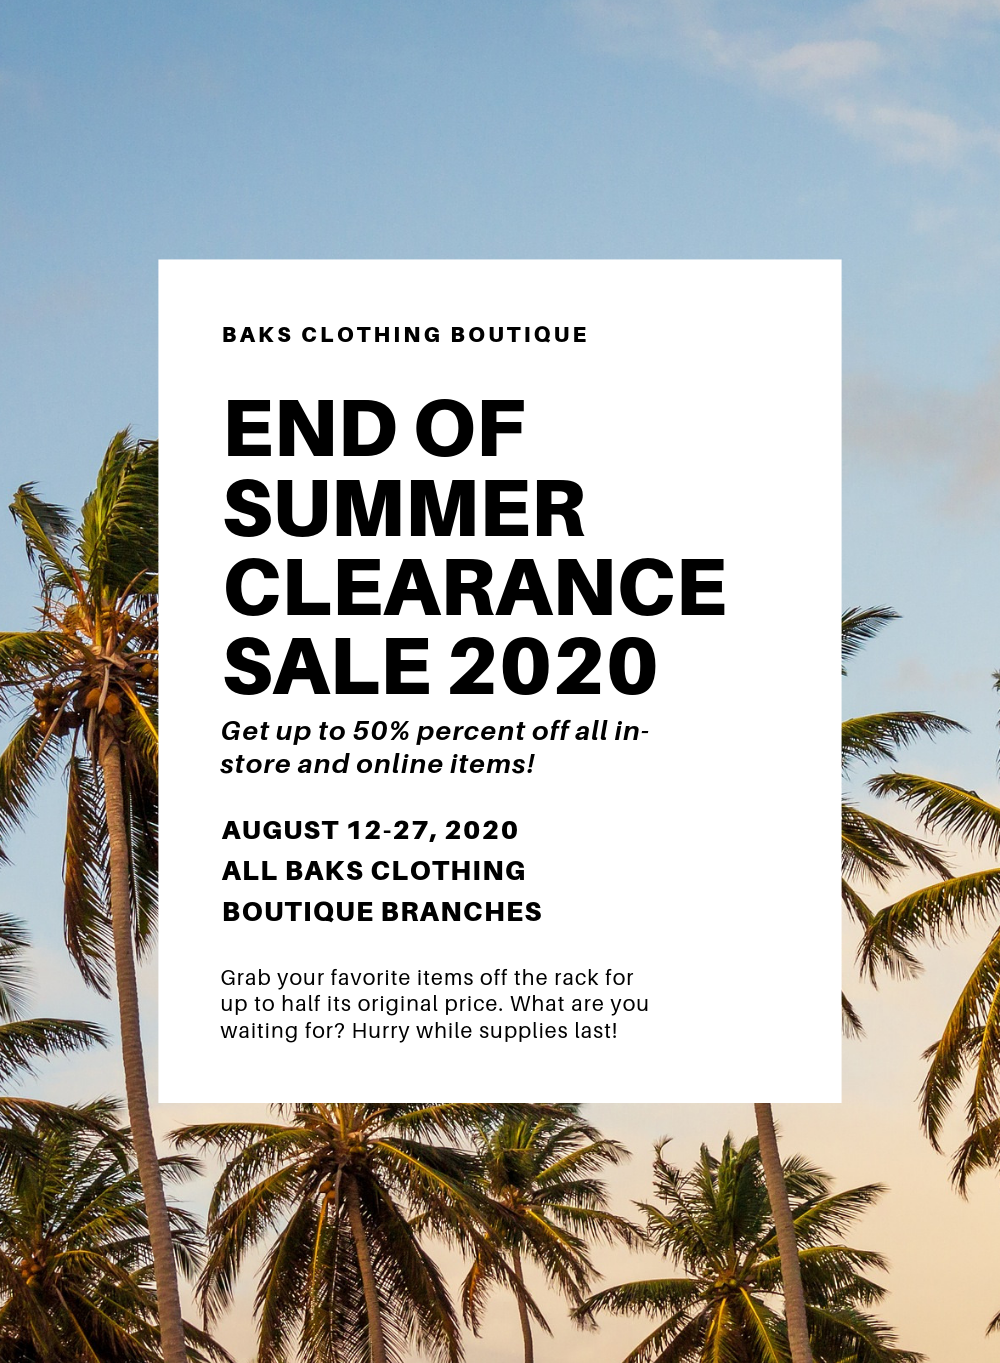 BAKS CLOTHING BOUTIQUE
END OF
SUMMER
CLEARANCE
SALE 2020
Get up to 50% percent off all in-
store and online items!
AUGUST 12-27, 2020
ALL BAKS CLOTHING
BOUTIQUE BRANCHES
Grab your favorite items off the rack for
up to half its original price. What are you
waiting for? Hurry while supplies last!